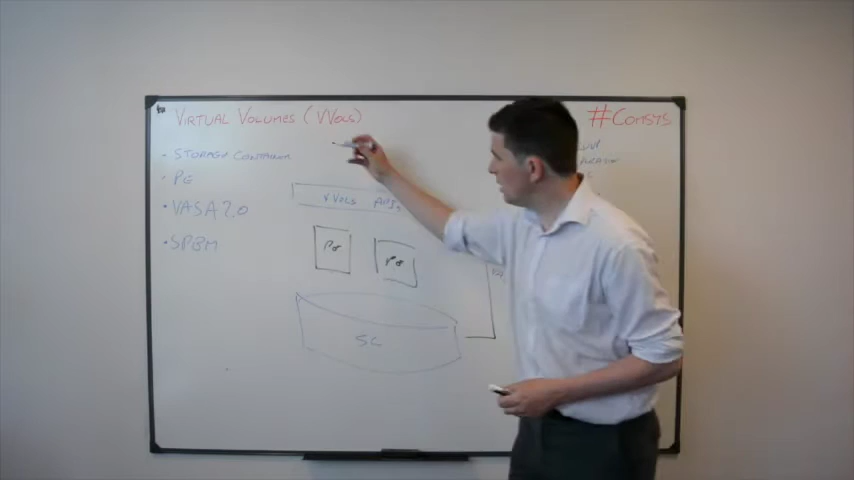 VIRTUAL VOLUMES (VVOLS)
#COMSYS
• STORAGE CONTAINER
• PE
• VASA 2.0
• SPBM
VVOLS APIs
PE
PE
SC